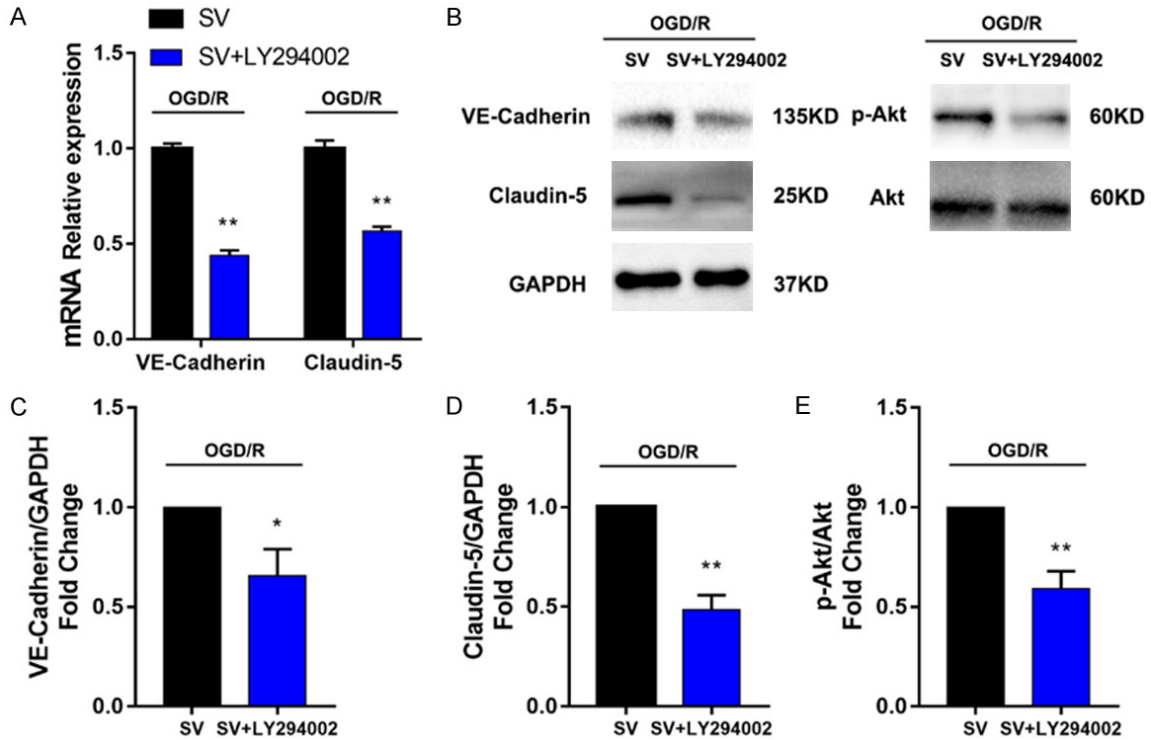 A
SV
SV+LY294002
mRNA Relative expression
1.5
1.0
0.5
0.0
OGD/R
OGD/R
**
**
VE-Cadherin
Claudin-5
B
OGD/R
SV SV+LY294002
VE-Cadherin
135KD
Claudin-5
25KD
GAPDH
37KD
OGD/R
SV SV+LY294002
p-Akt
60KD
Akt
60KD
C
VE-Cadherin/GAPDH
Fold Change
1.5
1.0
0.5
0.0
OGD/R
*
SV SV+LY294002
D
Claudin-5/GAPDH
Fold Change
1.5
1.0
0.5
0.0
OGD/R
**
SV SV+LY294002
E
p-Akt/Akt
Fold Change
1.5
1.0
0.5
0.0
OGD/R
**
SV SV+LY294002